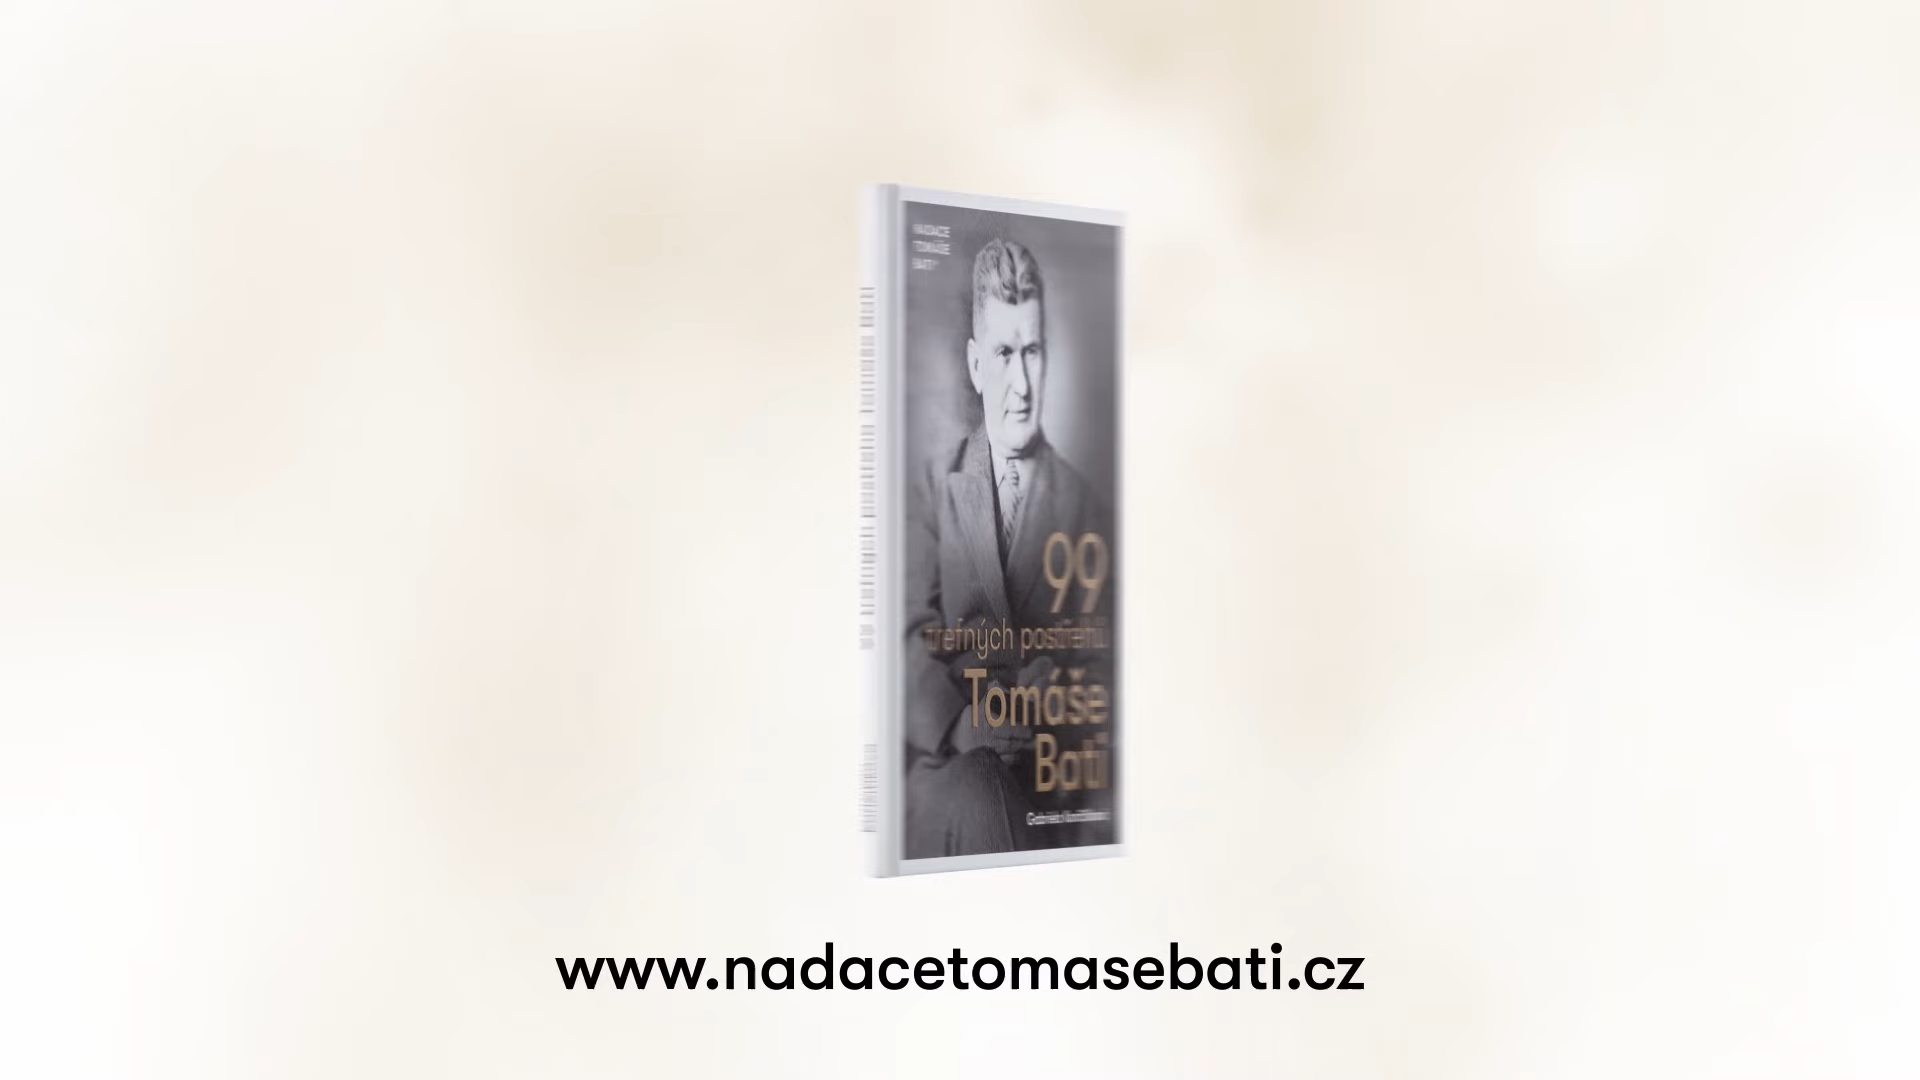 NADACE
TOMÁŠE
BATI
99
trefných postřehů
Tomáše
Bati
www.nadacetomasebati.cz